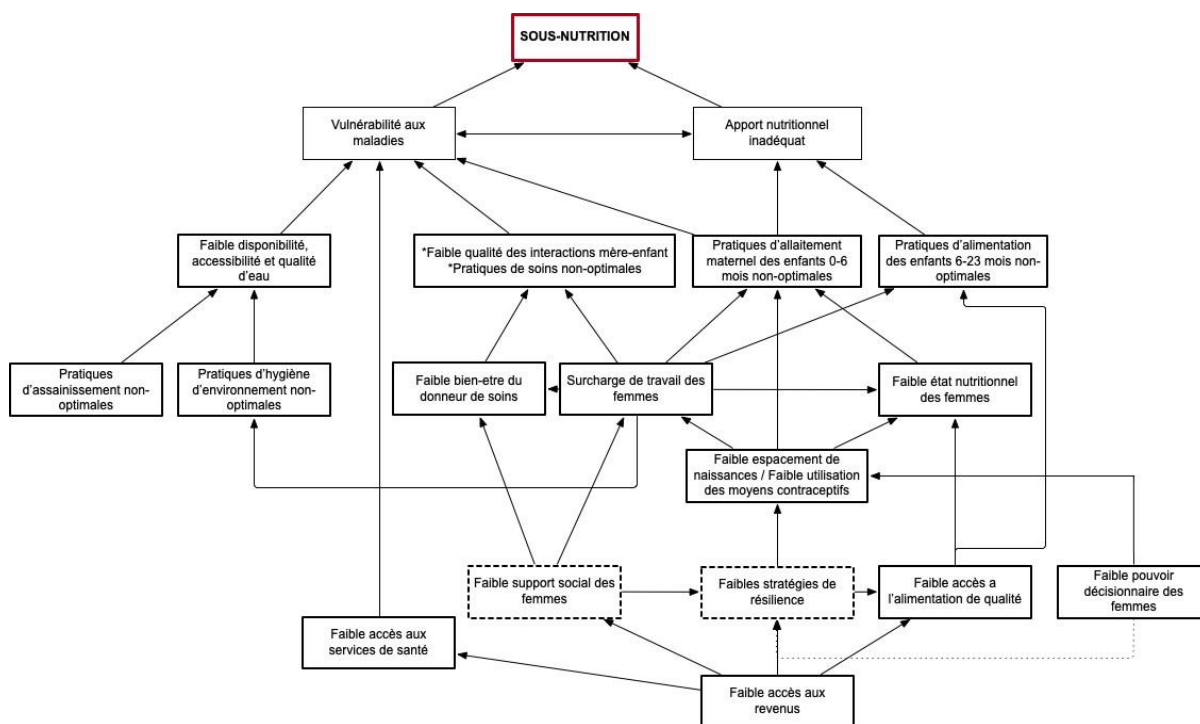 SOUS-NUTRITION
Vulnérabilité aux
maladies
Apport nutritionnel
inadéquat
Faible disponibilité,
accessibilité et qualité
d'eau
*Faible qualité des interactions mère-enfant
*Pratiques de soins non-optimales
Pratiques d'allaitement
maternel des enfants 0-6
mois non-optimales
Pratiques d'alimentation
des enfants 6-23 mois non-
optimales
Pratiques
d'assainissement non-
optimales
Pratiques d'hygiène
d'environnement non-
optimales
Faible bien-etre du
donneur de soins
Surcharge de travail des
femmes
Faible état nutritionnel
des femmes
Faible espacement de
naissances / Faible utilisation
des moyens contraceptifs
Faible support social des
femmes
Faibles stratégies de
résilience
Faible accès a
l'alimentation de qualité
Faible pouvoir
décisionnaire des
femmes
Faible accès aux
services de santé
Faible accès aux
revenus